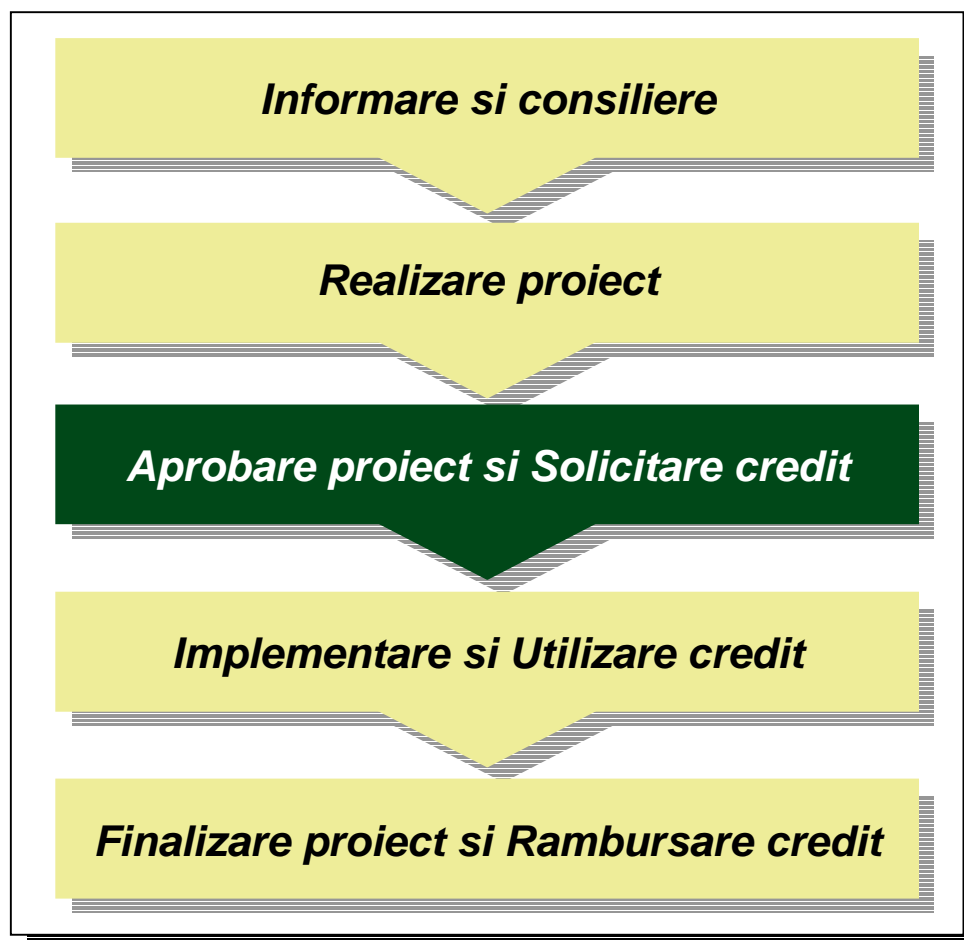 Informare si consiliere
Realizare proiect
Aprobare proiect si Solicitare credit
Implementare si Utilizare credit
Finalizare proiect si Rambursare credit